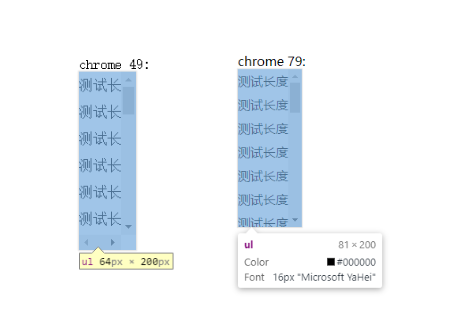 chrome 49:
测试长
测试长
测试长
测试长
测试长
测试长
ul 64px × 200px
chrome 79:
测试长度
测试长度
测试长度
测试长度
测试长度
测试长度
测试长度
ul 81 × 200
Color #000000
Font 16px "Microsoft YaHei"